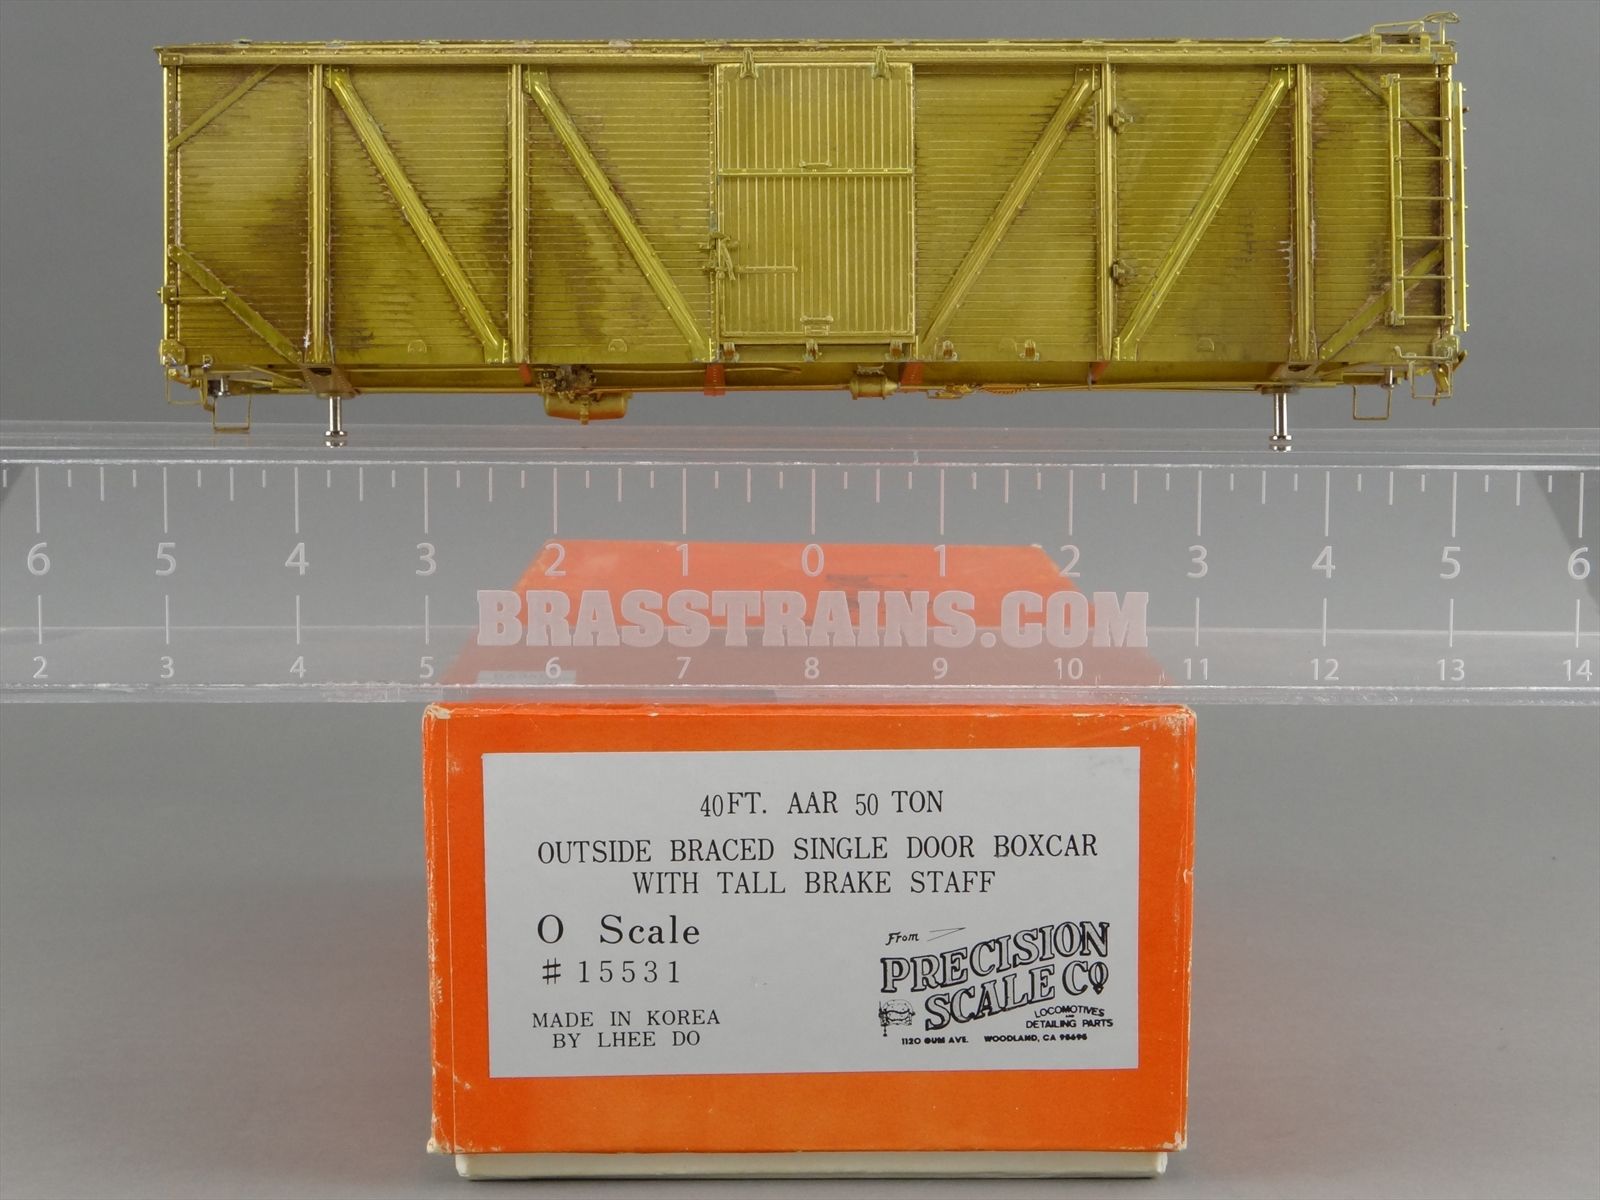 6 5 4 3 2 1 0 1 2 3 4 5 6
BRASSTRAINS.COM
2 3 4 5 6 7 8 9 10 11 12 13 14
40FT. AAR 50 TON
OUTSIDE BRACED SINGLE DOOR BOXCAR
WITH TALL BRAKE STAFF
O Scale
#15531
MADE IN KOREA
BY LHEE DO
From
PRECISION
SCALE CO
LOCOMOTIVES
AND
DETAILING PARTS
1120 GUM AVE. WOODLAND, CA 95695